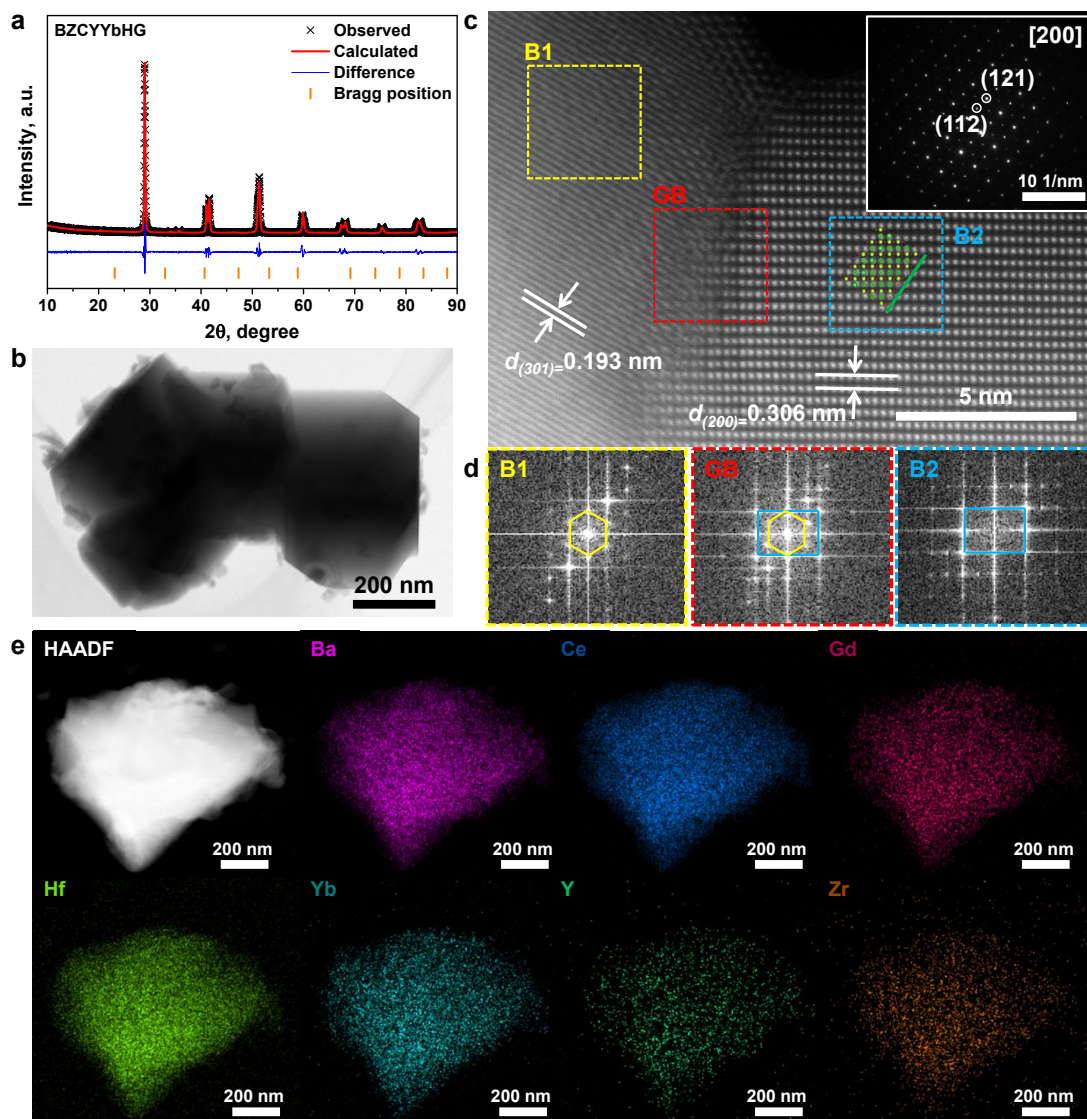 a
BZCYYbHG
Observed
Calculated
Difference
Bragg position
Intensity, a.u.
10 20 30 40 50 60 70 80 90
2θ, degree
b
200 nm
c
B1
GB
B2
[200]
(121)
(112)
10 1/nm
d(301)=0.193 nm
d(200)=0.306 nm
5 nm
d
B1
GB
B2
e
HAADF
200 nm
Ba
200 nm
Ce
200 nm
Gd
200 nm
Hf
200 nm
Yb
200 nm
Y
200 nm
Zr
200 nm